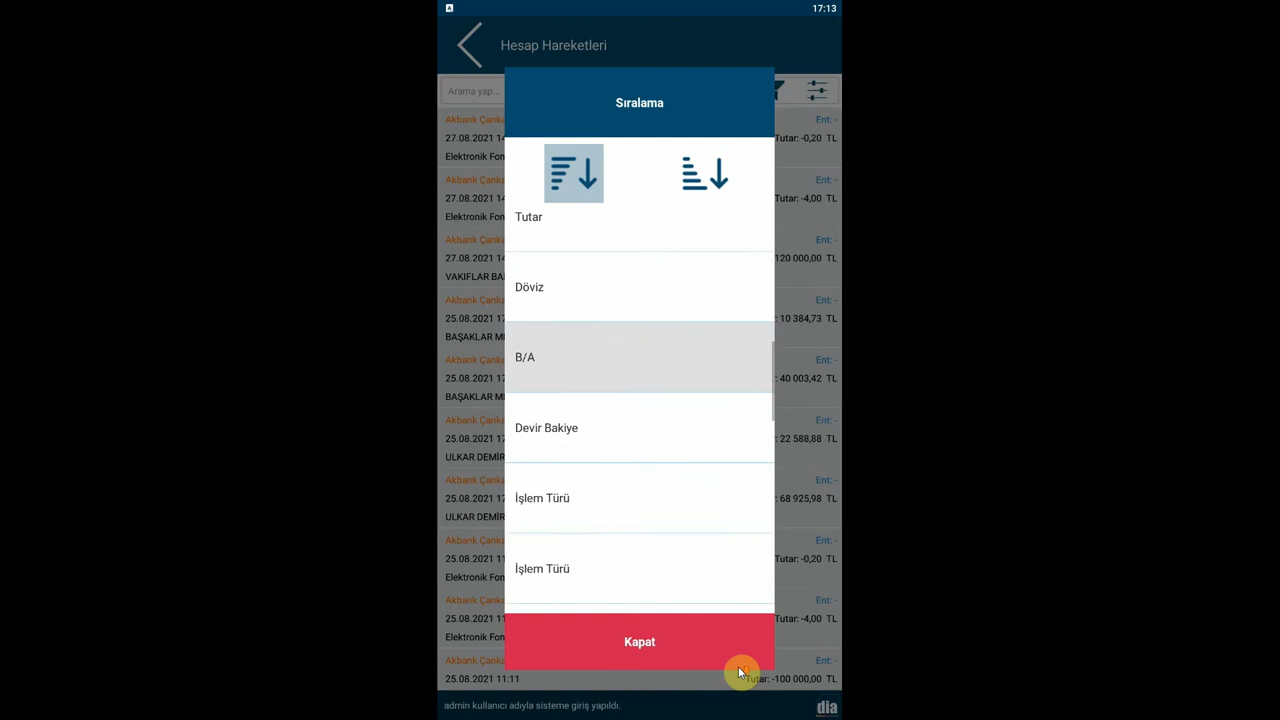 A 17:13
Hesap Hareketleri
Sıralama
Arama yap...
Tutar
Döviz
B/A
Devir Bakiye
İşlem Türü
İşlem Türü
Kapat
Akbank Çanka Ent: -
27.08.2021 14 Tutar: -0,20 TL
Elektronik Fon
Akbank Çanka Ent: -
27.08.2021 14 Tutar: -4,00 TL
Elektronik Fon
Akbank Çanka Ent: -
27.08.2021 14 120 000,00 TL
VAKIFLAR BA
Akbank Çanka Ent: -
25.08.2021 17 : 10 384,73 TL
BAŞAKLAR ME
Akbank Çanka Ent: -
25.08.2021 17 : 40 003,42 TL
BAŞAKLAR ME
Akbank Çanka Ent: -
25.08.2021 17 : 22 588,88 TL
ULKAR DEMİR
Akbank Çanka Ent: -
25.08.2021 17 : 68 925,98 TL
ULKAR DEMİR
Akbank Çanka Ent: -
25.08.2021 11 Tutar: -0,20 TL
Elektronik Fon
Akbank Çanka Ent: -
25.08.2021 11 Tutar: -4,00 TL
Elektronik Fon
Akbank Çanka Ent: -
25.08.2021 11:11 Tutar: -100 000,00 TL
admin kullanıcı adıyla sisteme giriş yapıldı. dia